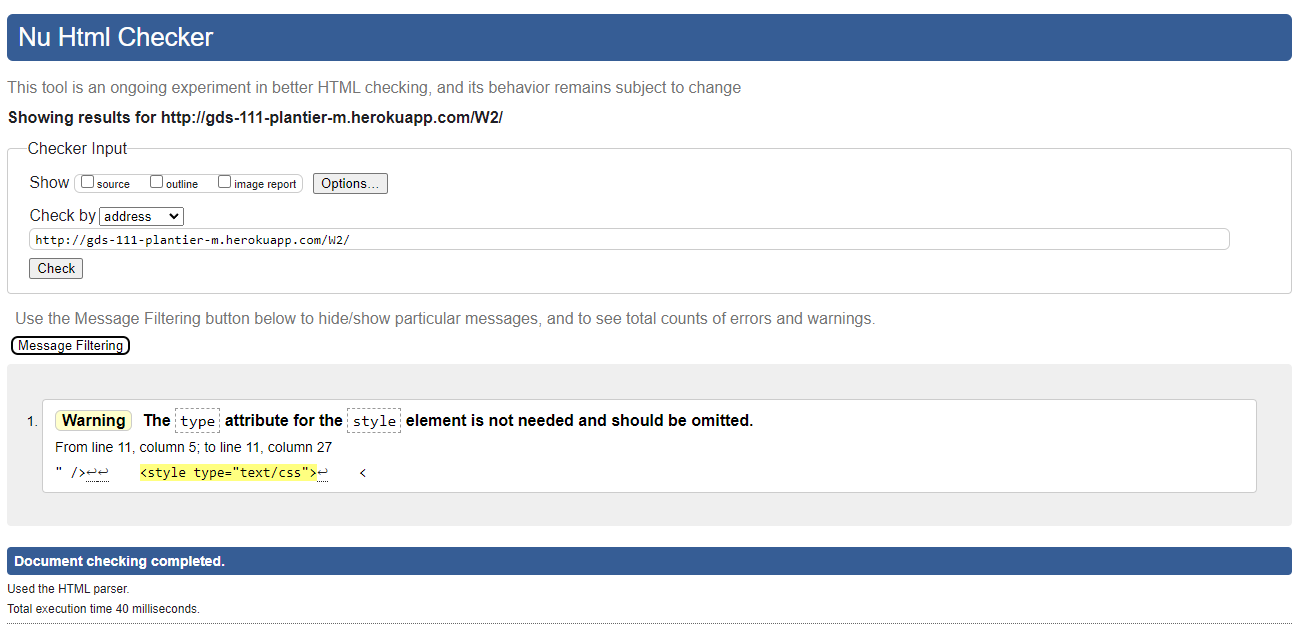 Nu Html Checker
This tool is an ongoing experiment in better HTML checking, and its behavior remains subject to change
Showing results for http://gds-111-plantier-m.herokuapp.com/W2/
Checker Input
Show source outline image report Options...
Check by address
http://gds-111-plantier-m.herokuapp.com/W2/
Check
Use the Message Filtering button below to hide/show particular messages, and to see total counts of errors and warnings.
Message Filtering
1. Warning The type attribute for the style element is not needed and should be omitted.
From line 11, column 5; to line 11, column 27
" />↩↩ <style type="text/css">↩ <
Document checking completed.
Used the HTML parser.
Total execution time 40 milliseconds.